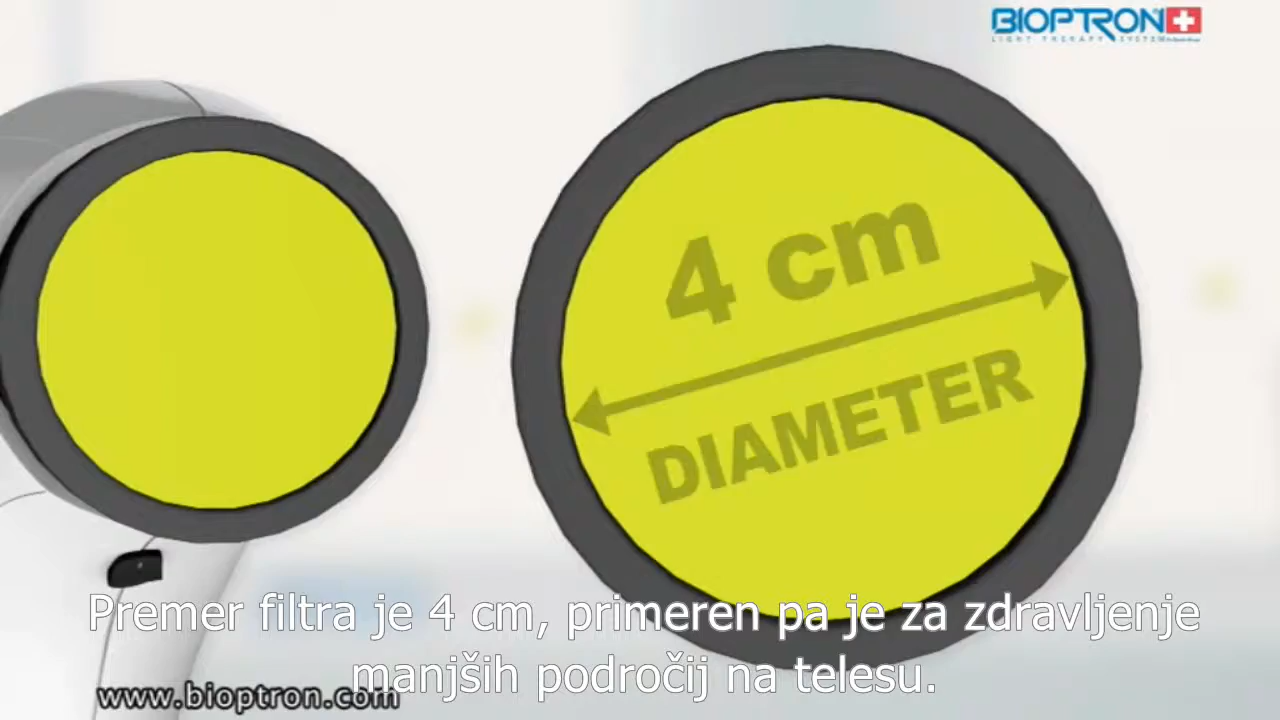 BIOPTRON
LIGHT THERAPY SYSTEM
4 cm
DIAMETER
Premer filtra je 4 cm, primeren pa je za zdravljenje
manjših področij na telesu.
www.bioptron.com